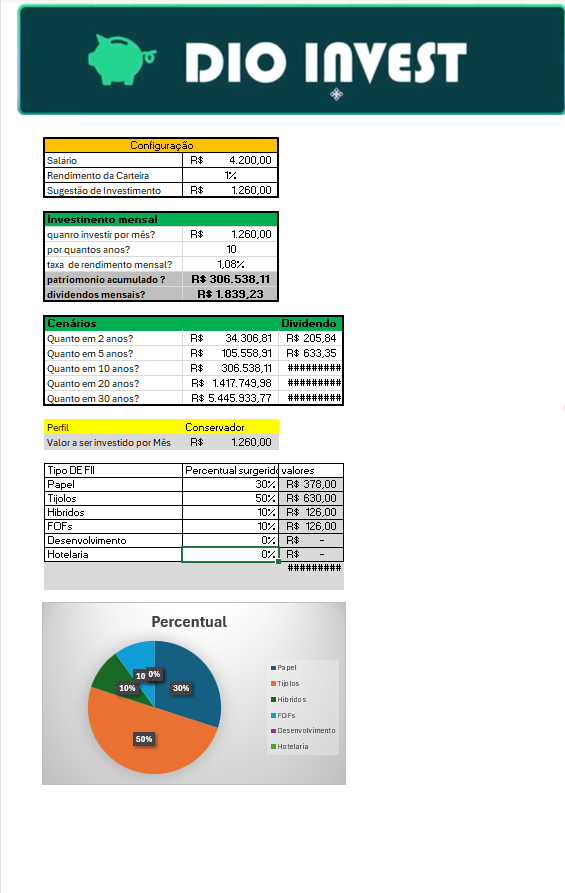 DIO INVEST
Configuração
Salário R$ 4.200,00
Rendimento da Carteira 1%
Sugestão de Investimento R$ 1.260,00
Investinento mensal
quanro investir por mês? R$ 1.260,00
por quantos anos? 10
taxa de rendimento mensal? 1,08%
patriomonio acumulado ? R$ 306.538,11
dividendos mensais? R$ 1.839,23
Cenários Dividendo
Quanto em 2 anos? R$ 34.306,81 R$ 205,84
Quanto em 5 anos? R$ 105.558,91 R$ 633,35
Quanto em 10 anos? R$ 306.538,11 #########
Quanto em 20 anos? R$ 1.417.749,98 #########
Quanto em 30 anos? R$ 5.445.933,77 #########
Perfil Conservador
Valor a ser investido por Mês R$ 1.260,00
Tipo DE FII Percentual surgerido valores
Papel 30% R$ 378,00
Tijolos 50% R$ 630,00
Hibridos 10% R$ 126,00
FOFs 10% R$ 126,00
Desenvolvimento 0% R$ -
Hotelaria 0% R$ -
#########
Percentual
10 0%
10% 30%
50%
Papel
Tijolos
Hibridos
FOFs
Desenvolvimento
Hotelaria